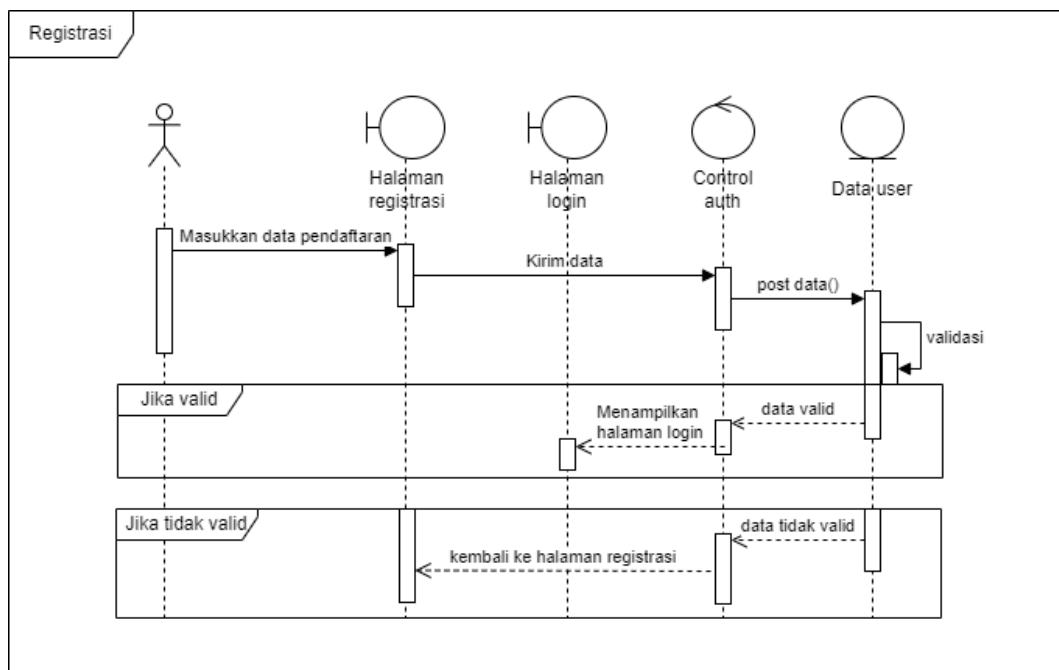 Registrasi
Halaman
registrasi
Halaman
login
Control
auth
Data user
Masukkan data pendaftaran
Kirim data
post data()
validasi
Jika valid
data valid
Menampilkan
halaman login
Jika tidak valid
data tidak valid
kembali ke halaman registrasi